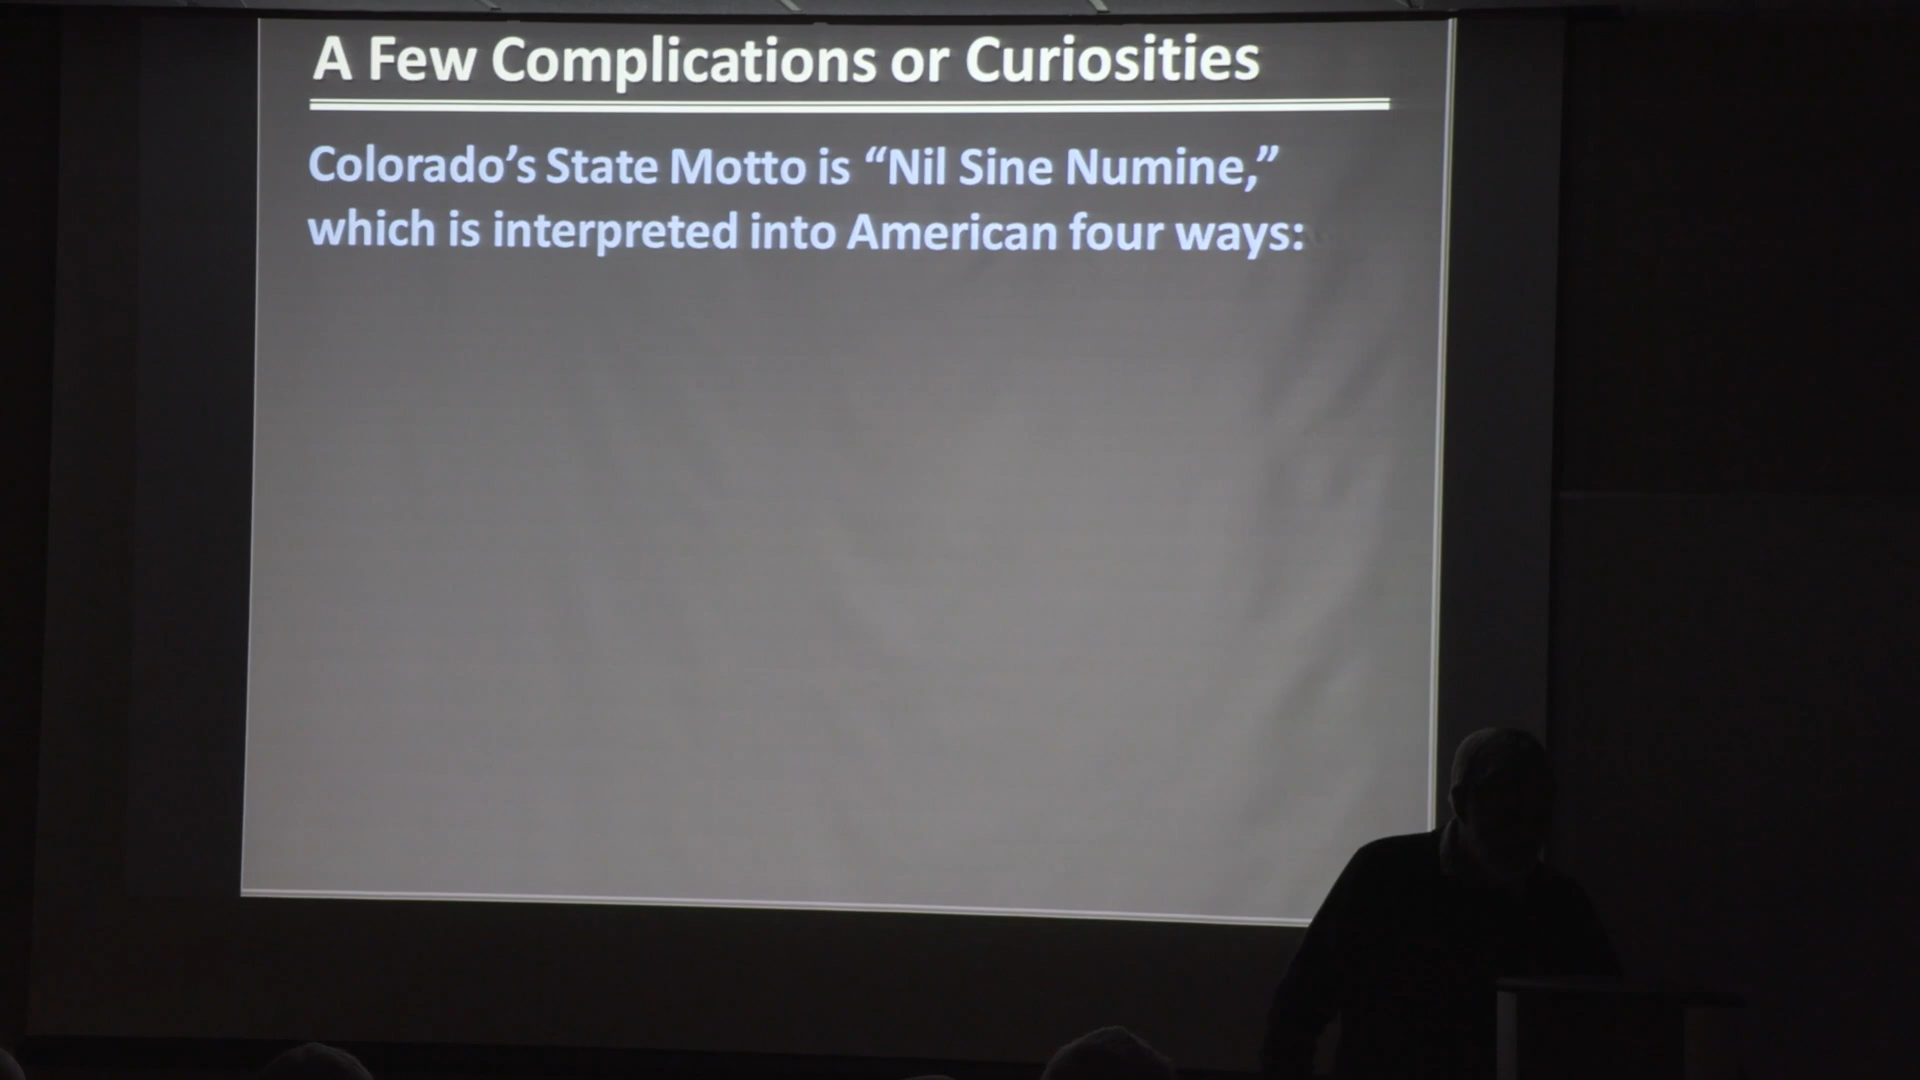 A Few Complications or Curiosities
Colorado’s State Motto is “Nil Sine Numine,”
which is interpreted into American four ways: